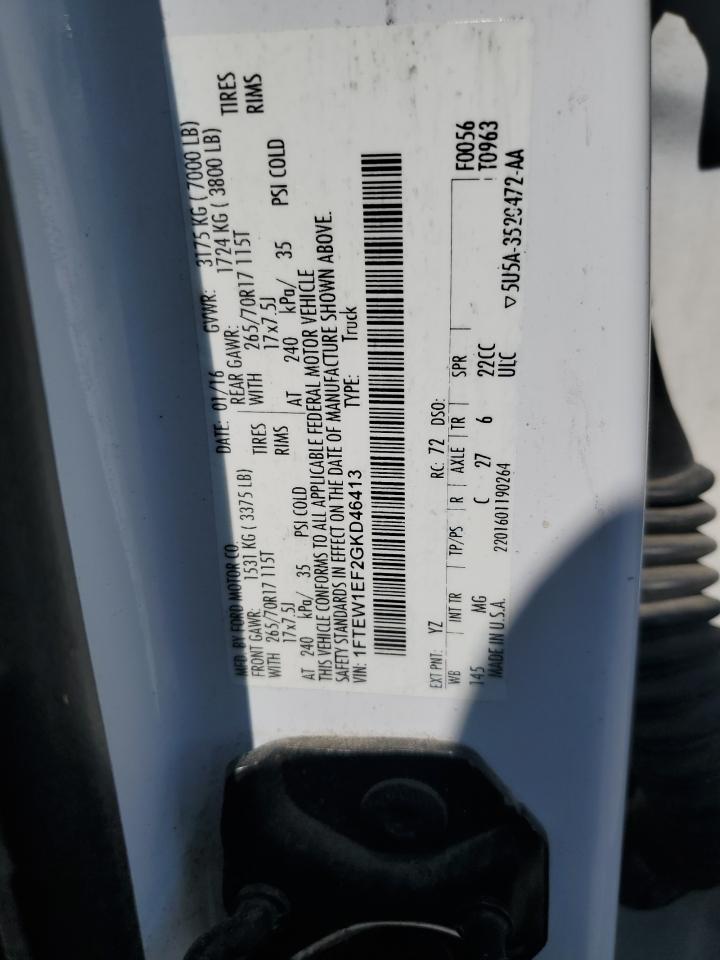 MFD. BY FORD MOTOR CO.
DATE: 01/16 GVWR: 3175 KG ( 7000 LB)
FRONT GAWR: 1531 KG ( 3375 LB) REAR GAWR: 1724 KG ( 3800 LB)
WITH 265/70R17 115T TIRES WITH 265/70R17 115T TIRES
17x7.5J RIMS 17x7.5J RIMS
AT 240 kPa/ 35 PSI COLD AT 240 kPa/ 35 PSI COLD
THIS VEHICLE CONFORMS TO ALL APPLICABLE FEDERAL MOTOR VEHICLE
SAFETY STANDARDS IN EFFECT ON THE DATE OF MANUFACTURE SHOWN ABOVE.
VIN: 1FTEW1EF2GKD46413 TYPE: Truck
EXT PNT: YZ RC: 72 DSO: F0056
WB INT TR TP/PS R AXLE TR SPR T0963
145 MG C 27 6 22CC
MADE IN U.S.A. 2201601190264 ULC ▽5U5A-3520472-AA